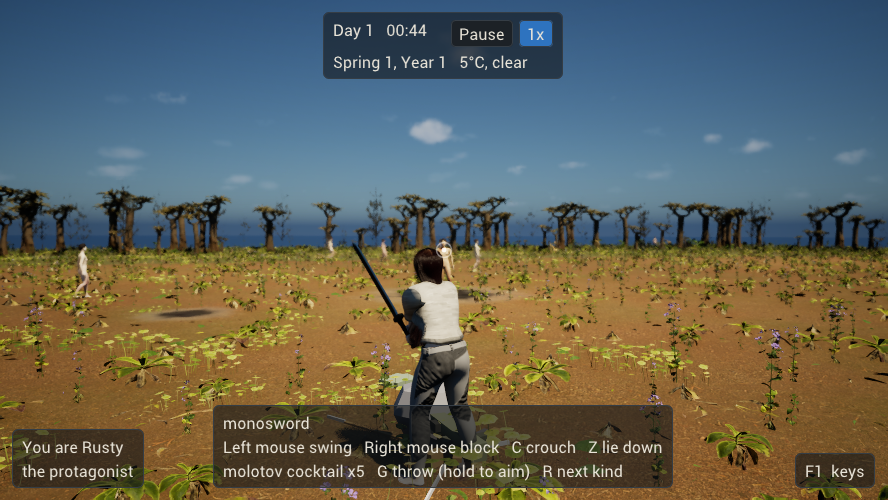 Day 1 00:44 Pause 1x
Spring 1, Year 1 5°C, clear
monosword
Left mouse swing Right mouse block C crouch Z lie down
molotov cocktail x5 G throw (hold to aim) R next kind
You are Rusty
the protagonist
F1 keys